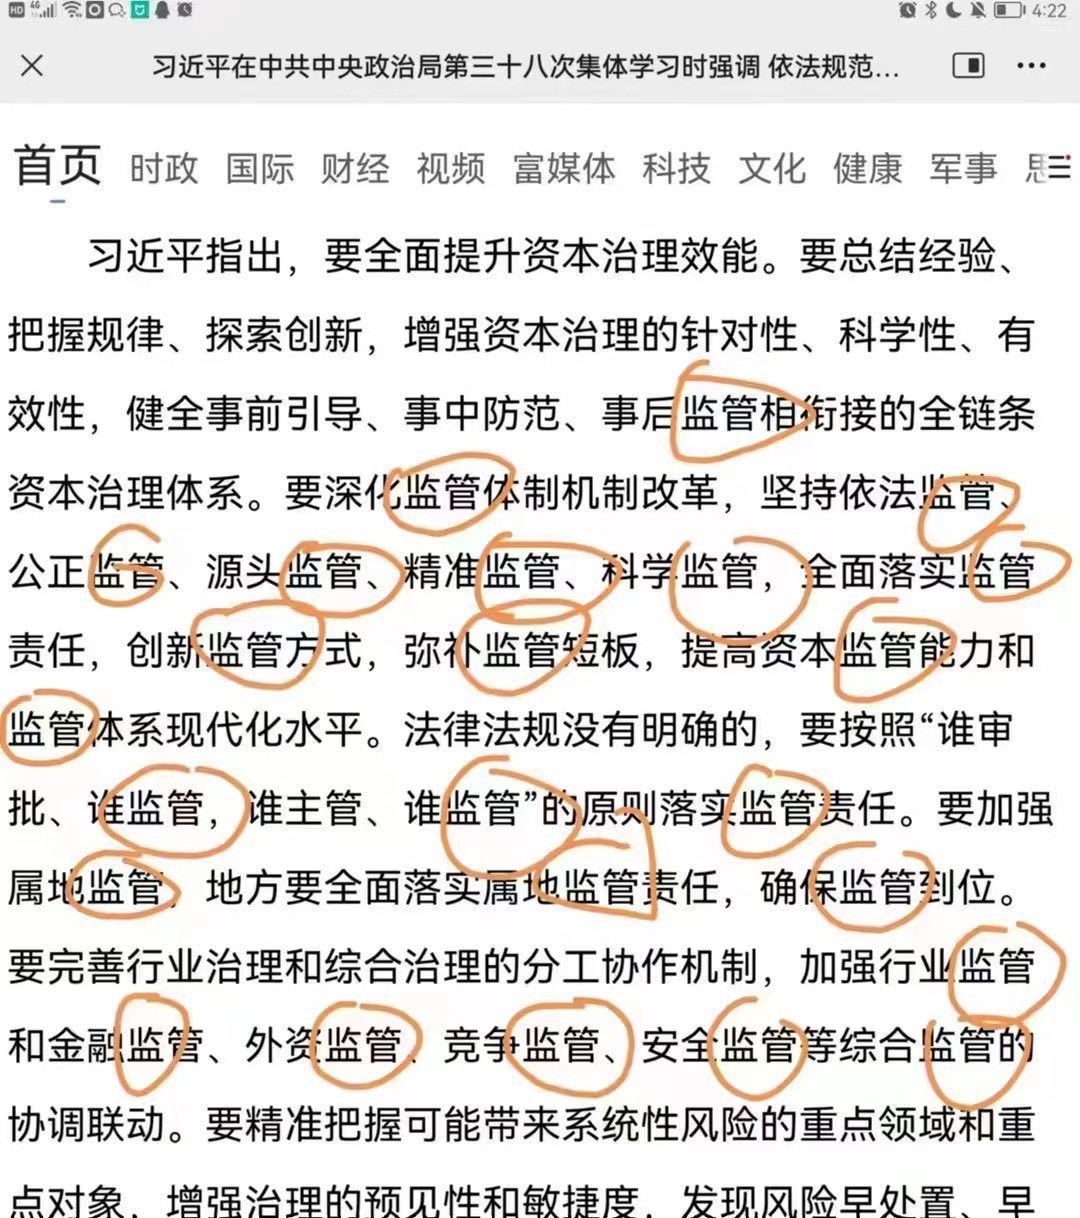 HD 4G 4:22
习近平在中共中央政治局第三十八次集体学习时强调 依法规范...
首页 时政 国际 财经 视频 富媒体 科技 文化 健康 军事
习近平指出，要全面提升资本治理效能。要总结经验、
把握规律、探索创新，增强资本治理的针对性、科学性、有
效性，健全事前引导、事中防范、事后监管相衔接的全链条
资本治理体系。要深化监管体制机制改革，坚持依法监管、
公正监管、源头监管、精准监管、科学监管，全面落实监管
责任，创新监管方式，弥补监管短板，提高资本监管能力和
监管体系现代化水平。法律法规没有明确的，要按照“谁审
批、谁监管，谁主管、谁监管”的原则落实监管责任。要加强
属地监管，地方要全面落实属地监管责任，确保监管到位。
要完善行业治理和综合治理的分工协作机制，加强行业监管
和金融监管、外资监管、竞争监管、安全监管等综合监管的
协调联动。要精准把握可能带来系统性风险的重点领域和重
点对象，增强治理的预见性和敏捷度，发现风险早处置、早